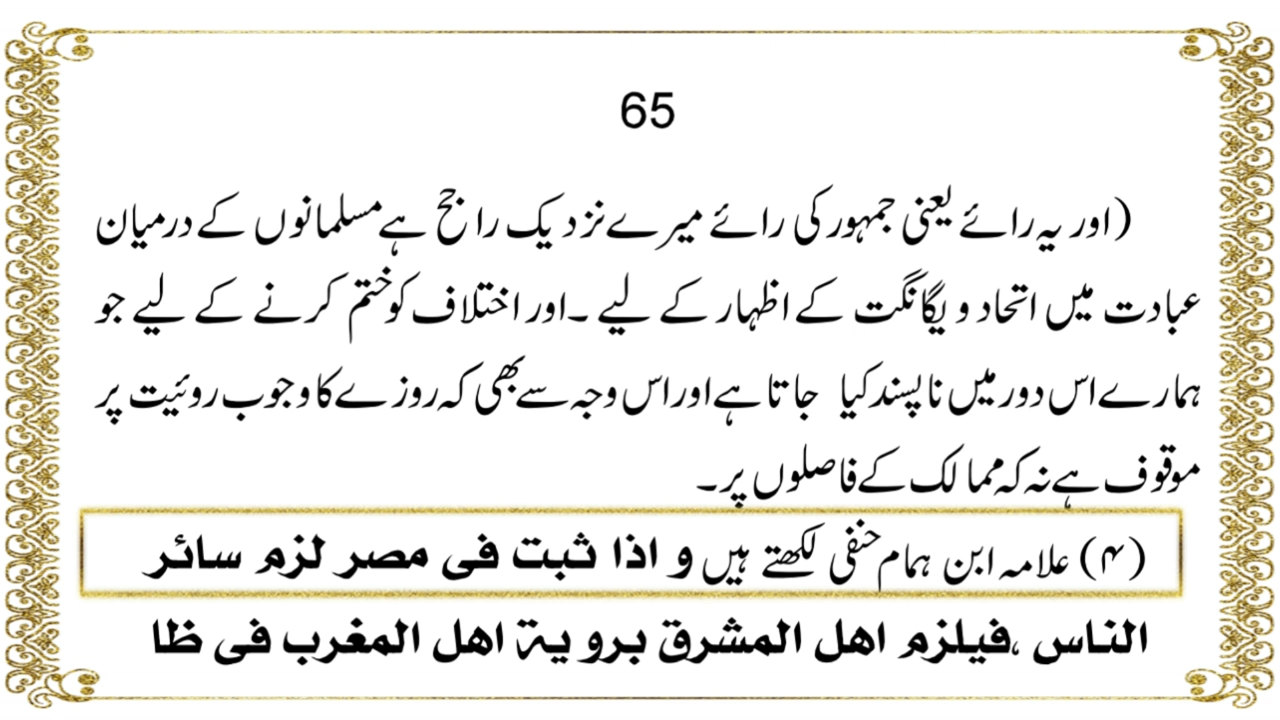 65
(اور یہ رائے یعنی جمہور کی رائے میرے نزدیک راجح ہے مسلمانوں کے درمیان
عبادت میں اتحاد و یگانگت کے اظہار کے لیے ۔اور اختلاف کو ختم کرنے کے لیے جو
ہمارے اس دور میں ناپسند کیا جاتا ہے اور اس وجہ سے بھی کہ روزے کا وجوب روئیت پر
موقوف ہے نہ کہ ممالک کے فاصلوں پر۔
(۴) علامہ ابن ہمام حنفی لکھتے ہیں و اذا ثبت فی مصر لزم سائر
الناس ،فیلزم اهل المشرق برویة اهل المغرب فی ظا